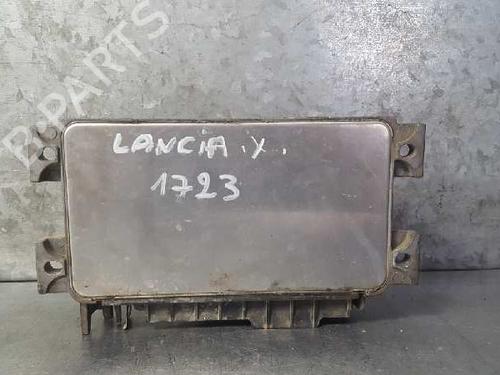 B-PARTS
LANCIA .Y.
1723